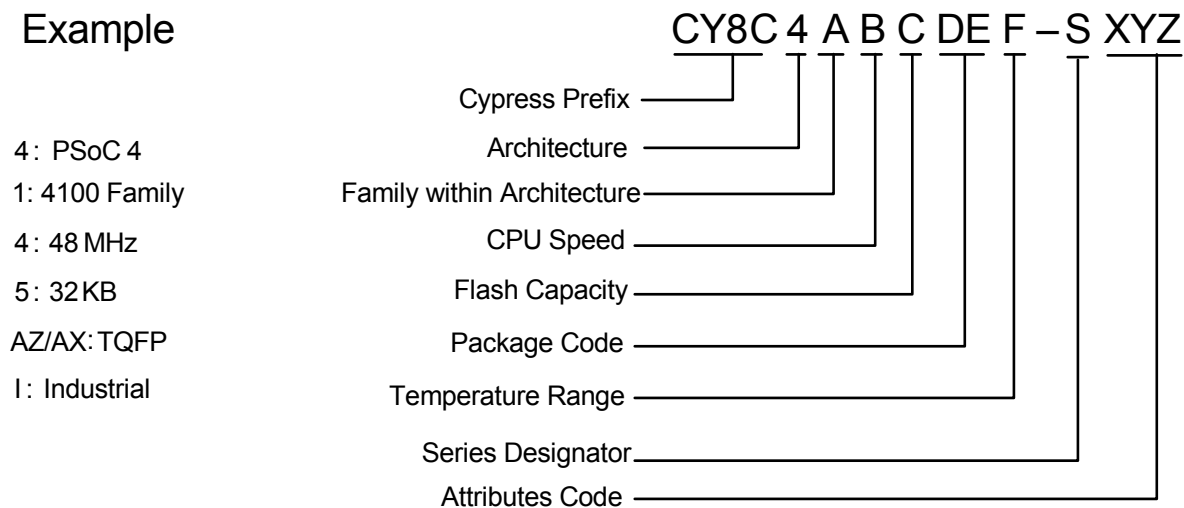 Example
CY8C 4 A B C DE F – S XYZ
Cypress Prefix
4: PSoC 4
Architecture
1: 4100 Family
Family within Architecture
4: 48 MHz
CPU Speed
5: 32 KB
Flash Capacity
AZ/AX: TQFP
Package Code
I: Industrial
Temperature Range
Series Designator
Attributes Code